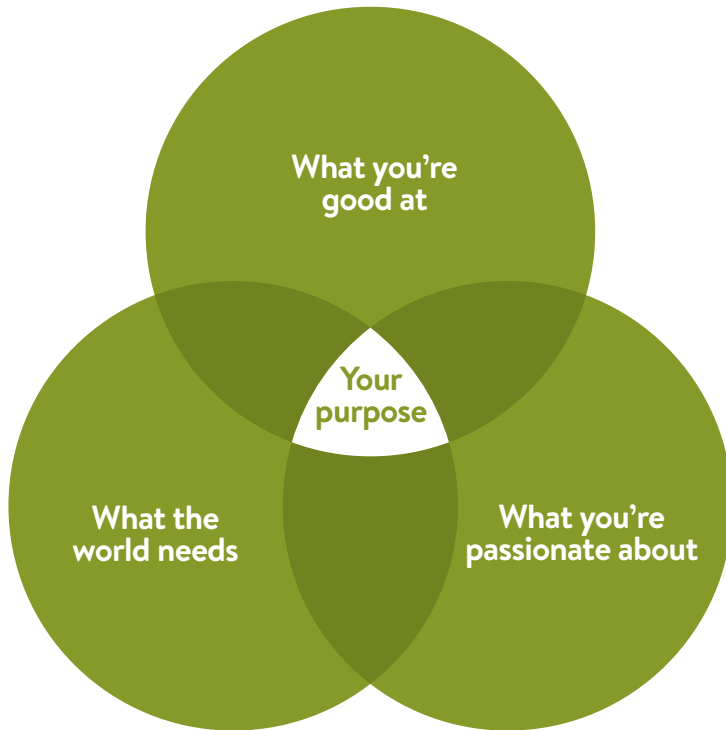 What you’re
good at
Your
purpose
What the
world needs
What you’re
passionate about